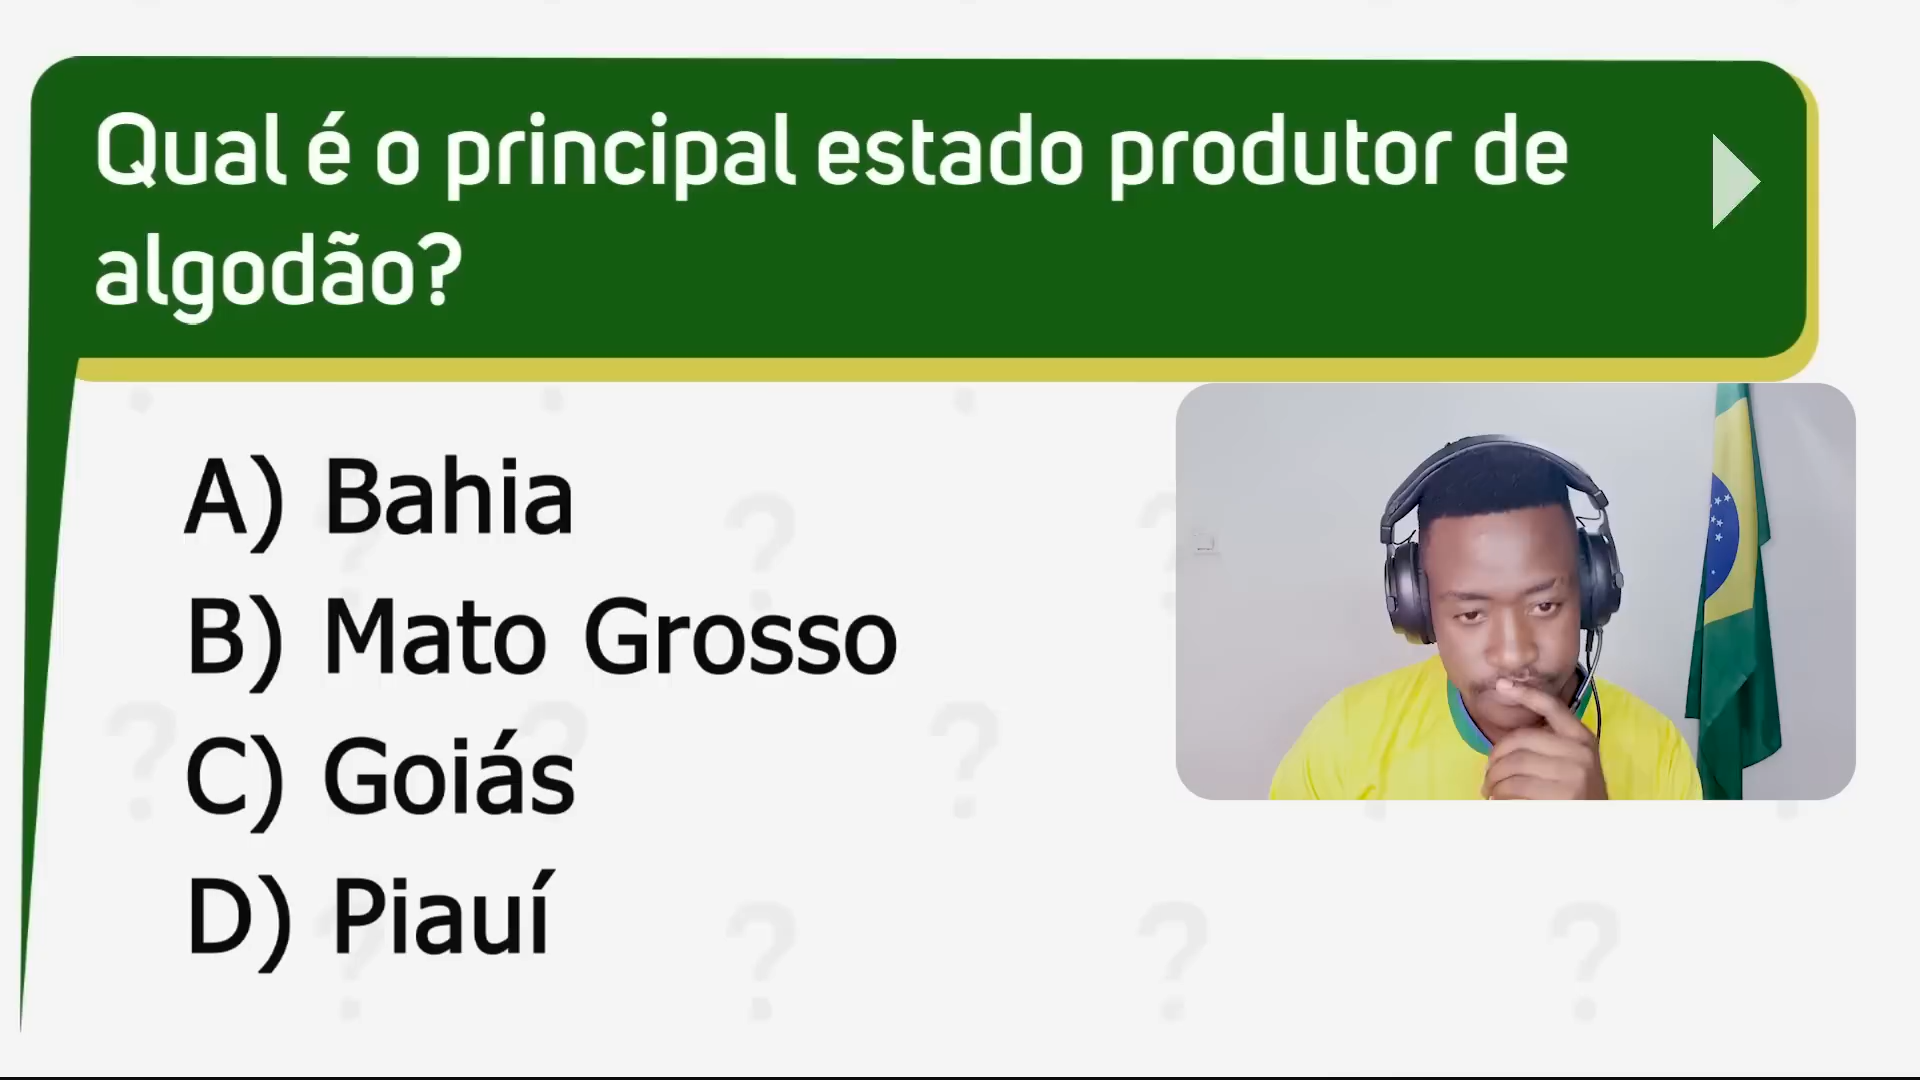 Qual é o principal estado produtor de
algodão?
A) Bahia
B) Mato Grosso
C) Goiás
D) Piauí